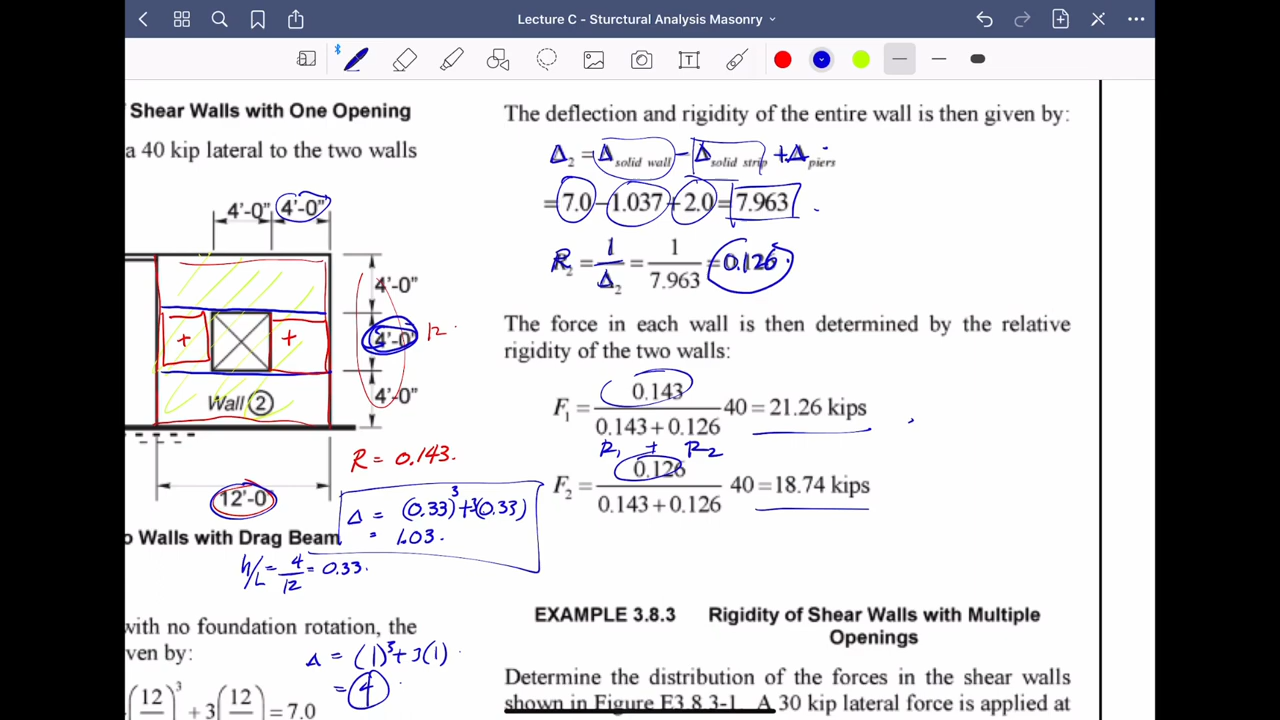 Lecture C - Sturctural Analysis Masonry
T
Shear Walls with One Opening
a 40 kip lateral to the two walls
4'-0" 4'-0"
4'-0"
4'-0" 12
4'-0"
+ +
Wall 2
R = 0.143.
12'-0"
Δ = (0.33)³+3(0.33)
= 1.03.
o Walls with Drag Beam
h/L = 4/12 = 0.33.
with no foundation rotation, the
ven by:
Δ = (1)³+3(1)
= 4
(12)³ + 3(12) = 7.0
The deflection and rigidity of the entire wall is then given by:
Δ₂ = Δ solid wall − Δ solid strip + Δ piers
= 7.0 − 1.037 + 2.0 = 7.963
R₂ = 1/Δ₂ = 1/7.963 = 0.126
The force in each wall is then determined by the relative
rigidity of the two walls:
F₁ = 0.143/(0.143 + 0.126) 40 = 21.26 kips
R₁ + R₂
F₂ = 0.126/(0.143 + 0.126) 40 = 18.74 kips
EXAMPLE 3.8.3 Rigidity of Shear Walls with Multiple
Openings
Determine the distribution of the forces in the shear walls
shown in Figure E3.8.3-1. A 30 kip lateral force is applied at